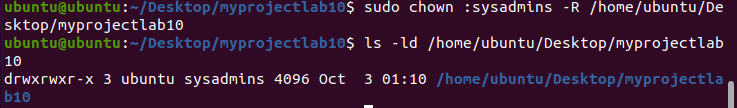 ubuntu@ubuntu:~/Desktop/myprojectlab10$ sudo chown :sysadmins -R /home/ubuntu/De
sktop/myprojectlab10
ubuntu@ubuntu:~/Desktop/myprojectlab10$ ls -ld /home/ubuntu/Desktop/myprojectlab
10
drwxrwxr-x 3 ubuntu sysadmins 4096 Oct  3 01:10 /home/ubuntu/Desktop/myprojectla
b10